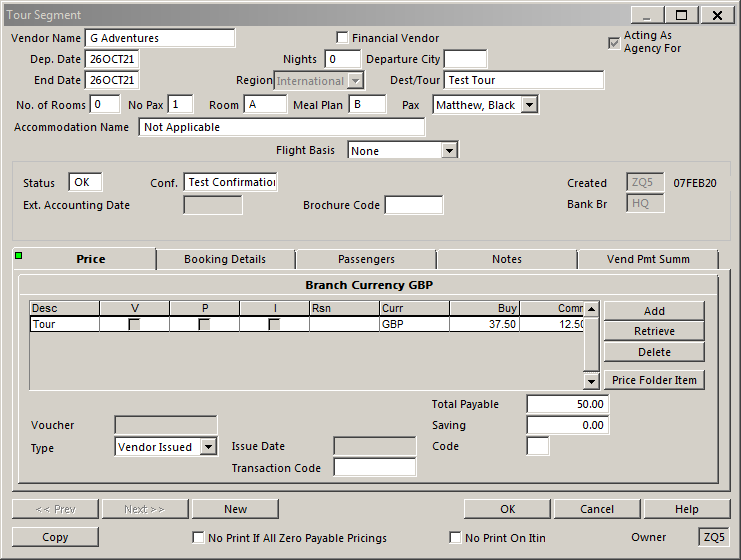 Tour Segment
Vendor Name G Adventures Financial Vendor Acting As Agency For
Dep. Date 26OCT21 Nights 0 Departure City
End Date 26OCT21 Region International Dest/Tour Test Tour
No. of Rooms 0 No Pax 1 Room A Meal Plan B Pax Matthew, Black
Accommodation Name Not Applicable
Flight Basis None
Status OK Conf. Test Confirmation Created ZQ5 07FEB20
Ext. Accounting Date Brochure Code Bank Br HQ
Price Booking Details Passengers Notes Vend Pmt Summ
Branch Currency GBP
Desc V P I Rsn Curr Buy Comm
Tour GBP 37.50 12.50
Add
Retrieve
Delete
Price Folder Item
Total Payable 50.00
Voucher Saving 0.00
Type Vendor Issued Issue Date Code
Transaction Code
<< Prev Next >> New OK Cancel Help
Copy No Print If All Zero Payable Pricings No Print On Itin Owner ZQ5